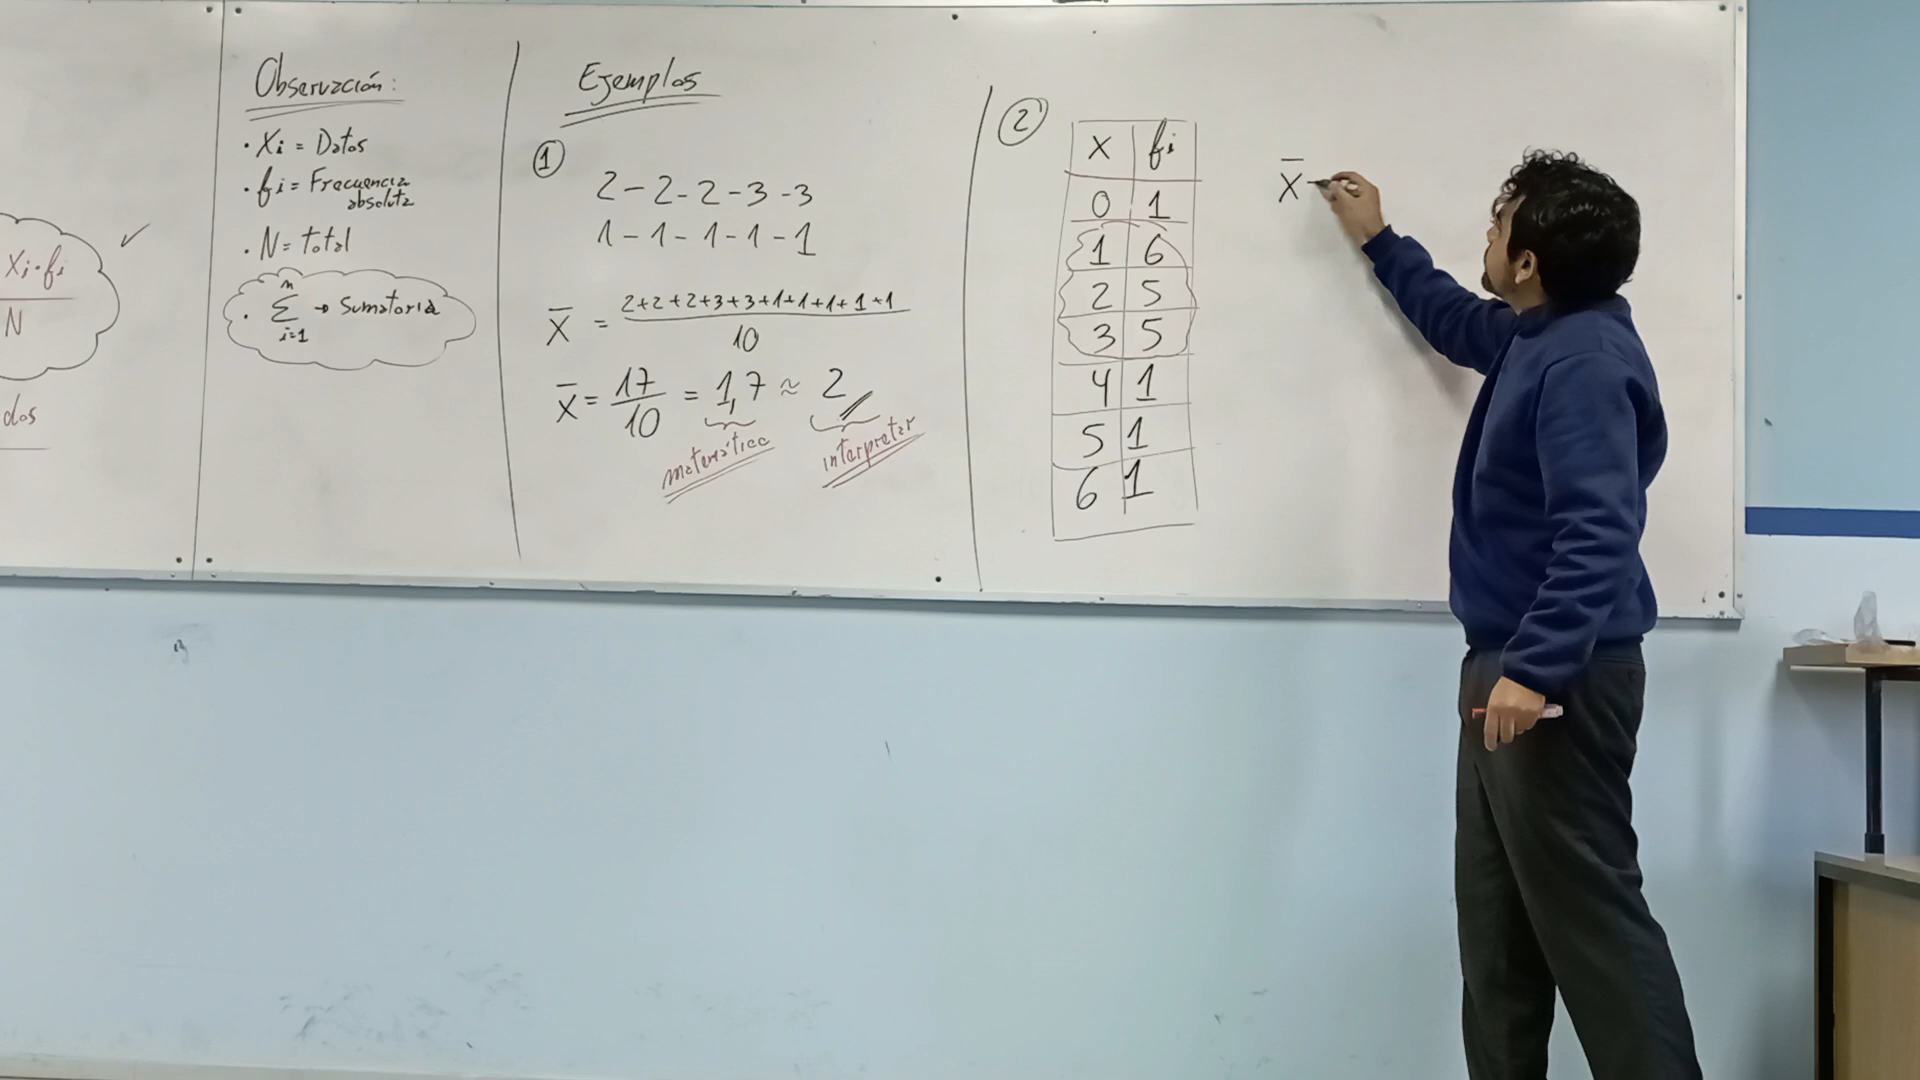 Xi·fi
N
dos
Observación:
· Xi = Datos
· fi = Frecuencia
absoluta
· N = total
n
· Σ → Sumatoria
i=1
Ejemplos
1
2-2-2-3-3
1-1-1-1-1
X̄ = 2+2+2+3+3+1+1+1+1+1
10
X̄ = 17/10 = 1,7 ≈ 2
matemática interpretar
2
X fi
0 1
1 6
2 5
3 5
4 1
5 1
6 1
X̄